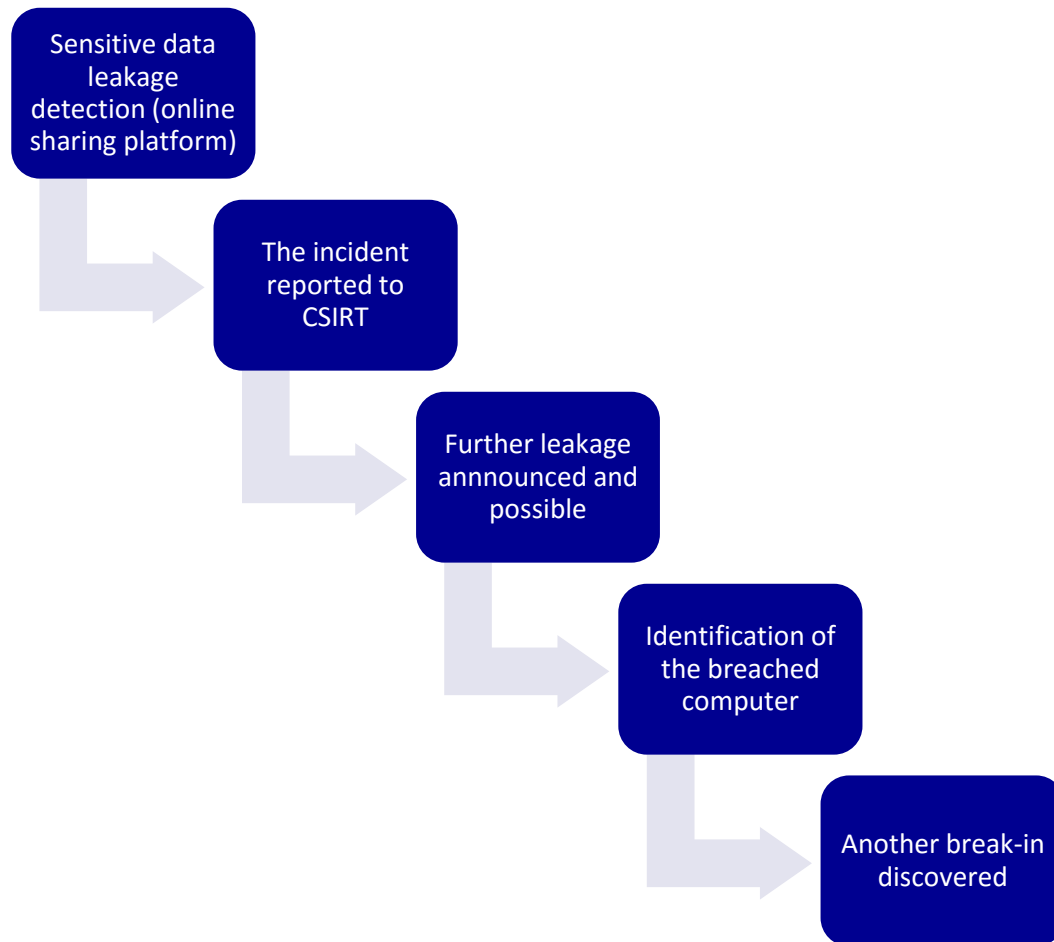 Sensitive data
leakage
detection (online
sharing platform)
The incident
reported to
CSIRT
Further leakage
annnounced and
possible
Identification of
the breached
computer
Another break-in
discovered